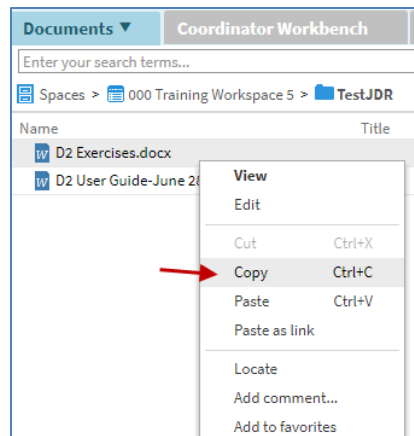 Documents ▼ Coordinator Workbench
Enter your search terms...
Spaces > 000 Training Workspace 5 > TestJDR
Name Title
D2 Exercises.docx
D2 User Guide-June 28
View
Edit
Cut Ctrl+X
Copy Ctrl+C
Paste Ctrl+V
Paste as link
Locate
Add comment...
Add to favorites